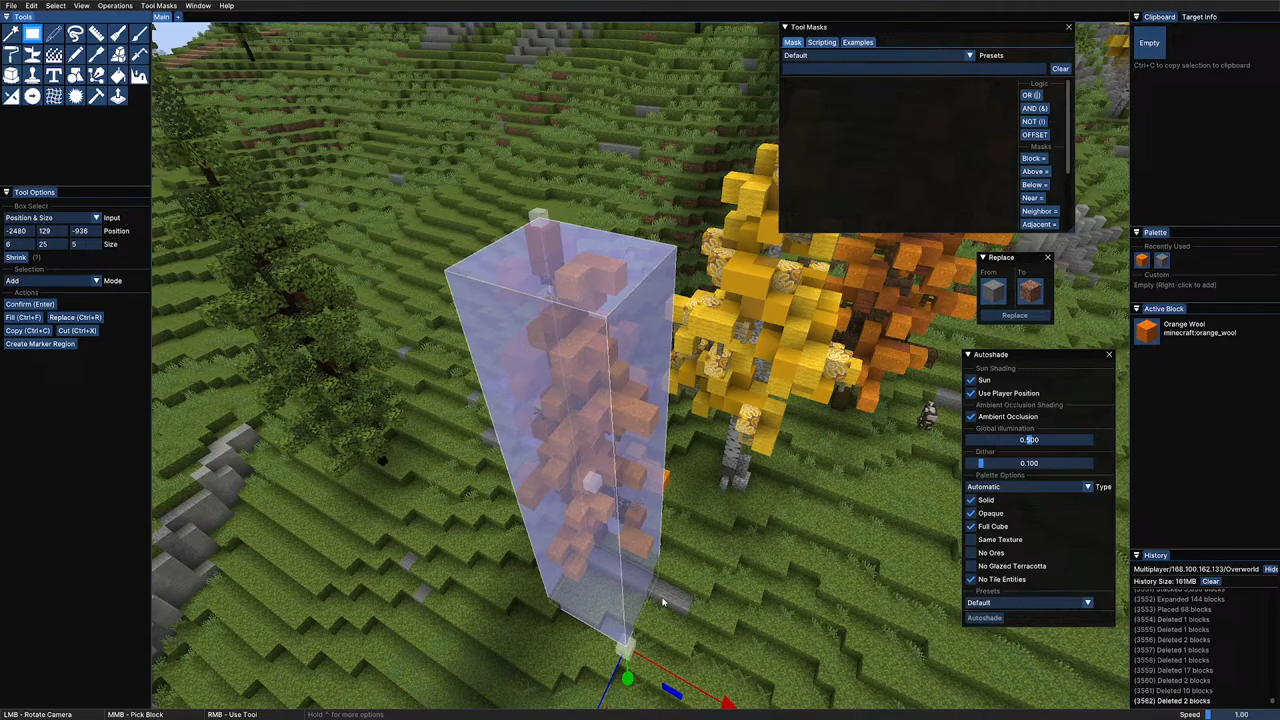 File Edit Select View Operations Tool Masks Window Help
Tools
Main +
Tool Masks
Mask Scripting Examples
Default Presets
Clear
Logic
OR (|)
AND (&)
NOT (!)
OFFSET
Masks
Block =
Above =
Below =
Near =
Neighbor =
Adjacent =
Clipboard Target Info
Empty
Ctrl+C to copy selection to clipboard
Tool Options
Box Select
Position & Size Input
-2480 129 -936 Position
6 25 5 Size
Shrink (?)
Selection
Add Mode
Actions
Confirm (Enter)
Fill (Ctrl+F) Replace (Ctrl+R)
Copy (Ctrl+C) Cut (Ctrl+X)
Create Marker Region
Replace
From To
Replace
Palette
Recently Used
Custom
Empty (Right-click to add)
Active Block
Orange Wool
minecraft:orange_wool
Autoshade
Sun Shading
Sun
Use Player Position
Ambient Occlusion Shading
Ambient Occlusion
Global Illumination
0.500
Dither
0.100
Palette Options
Automatic Type
Solid
Opaque
Full Cube
Same Texture
No Ores
No Glazed Terracotta
No Tile Entities
Presets
Default
Autoshade
History
Multiplayer/168.100.162.133/Overworld Hide
History Size: 161MB Clear
(3552) Expanded 144 blocks
(3553) Placed 68 blocks
(3554) Deleted 1 blocks
(3555) Deleted 1 blocks
(3556) Deleted 2 blocks
(3557) Deleted 1 blocks
(3558) Deleted 1 blocks
(3559) Deleted 17 blocks
(3560) Deleted 2 blocks
(3561) Deleted 10 blocks
(3562) Deleted 2 blocks
LMB - Rotate Camera MMB - Pick Block RMB - Use Tool Hold ^ for more options
Speed 1.00